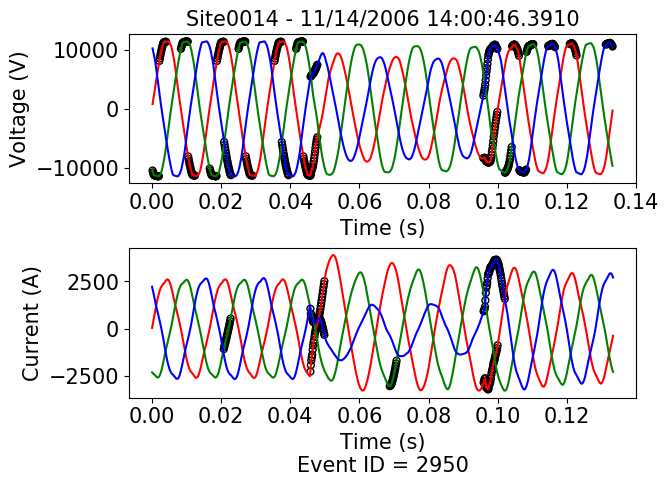 Site0014 - 11/14/2006 14:00:46.3910
Voltage (V)
10000
0
−10000
0.00 0.02 0.04 0.06 0.08 0.10 0.12 0.14
Time (s)
Current (A)
2500
0
−2500
0.00 0.02 0.04 0.06 0.08 0.10 0.12
Time (s)
Event ID = 2950